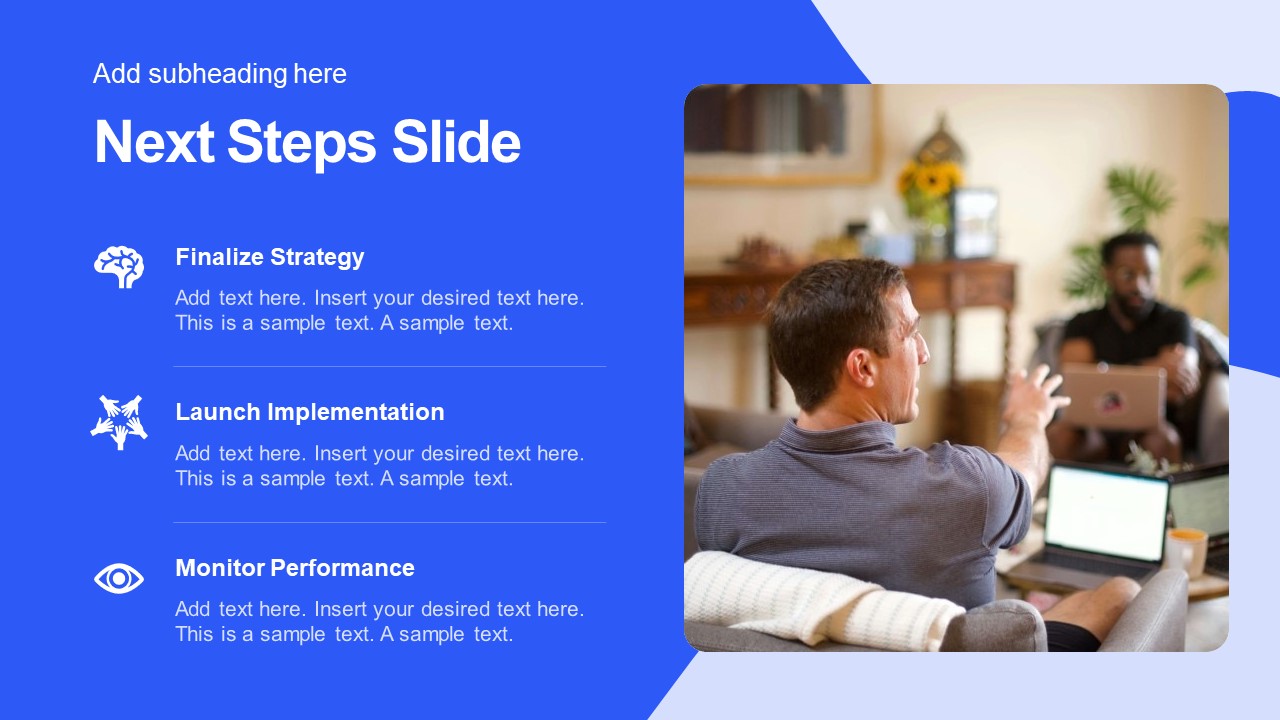 Add subheading here
Next Steps Slide
Finalize Strategy
Add text here. Insert your desired text here.
This is a sample text. A sample text.
Launch Implementation
Add text here. Insert your desired text here.
This is a sample text. A sample text.
Monitor Performance
Add text here. Insert your desired text here.
This is a sample text. A sample text.